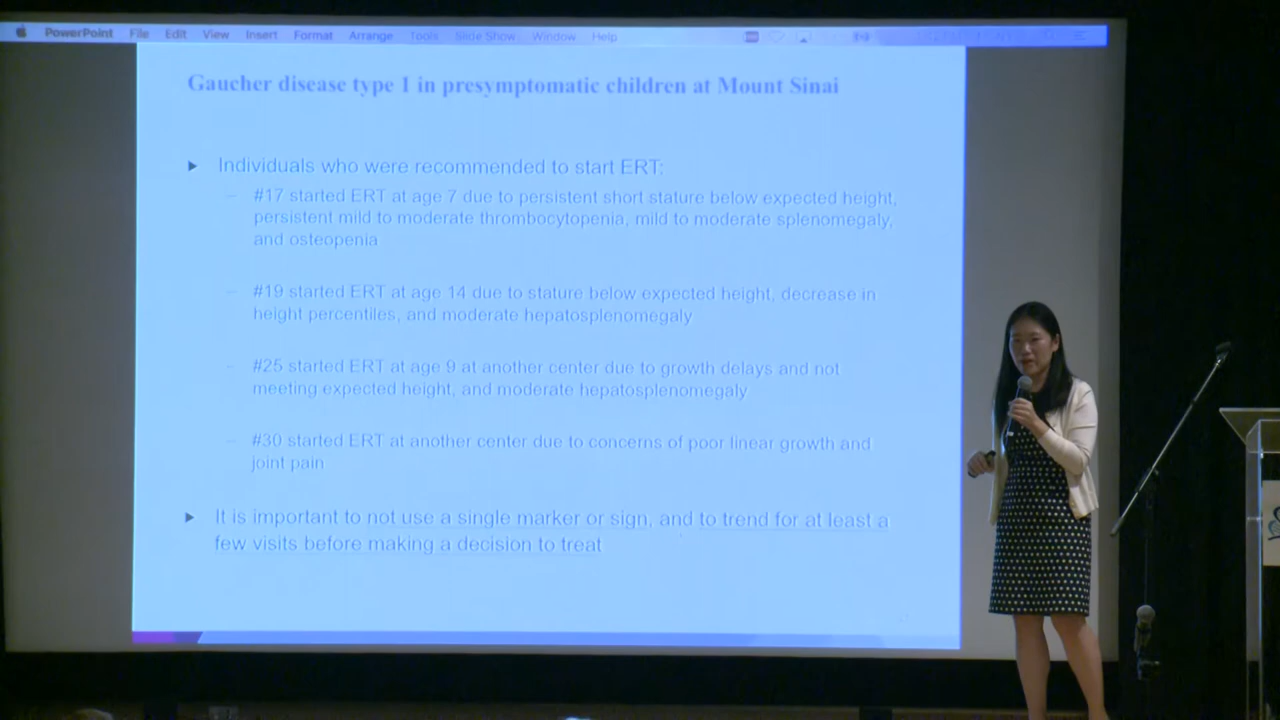 PowerPoint File Edit View Insert Format Arrange Tools Slide Show Window Help
Gaucher disease type 1 in presymptomatic children at Mount Sinai
Individuals who were recommended to start ERT:
#17 started ERT at age 7 due to persistent short stature below expected height,
persistent mild to moderate thrombocytopenia, mild to moderate splenomegaly,
and osteopenia
#19 started ERT at age 14 due to stature below expected height, decrease in
height percentiles, and moderate hepatosplenomegaly
#25 started ERT at age 9 at another center due to growth delays and not
meeting expected height, and moderate hepatosplenomegaly
#30 started ERT at another center due to concerns of poor linear growth and
joint pain
It is important to not use a single marker or sign, and to trend for at least a
few visits before making a decision to treat